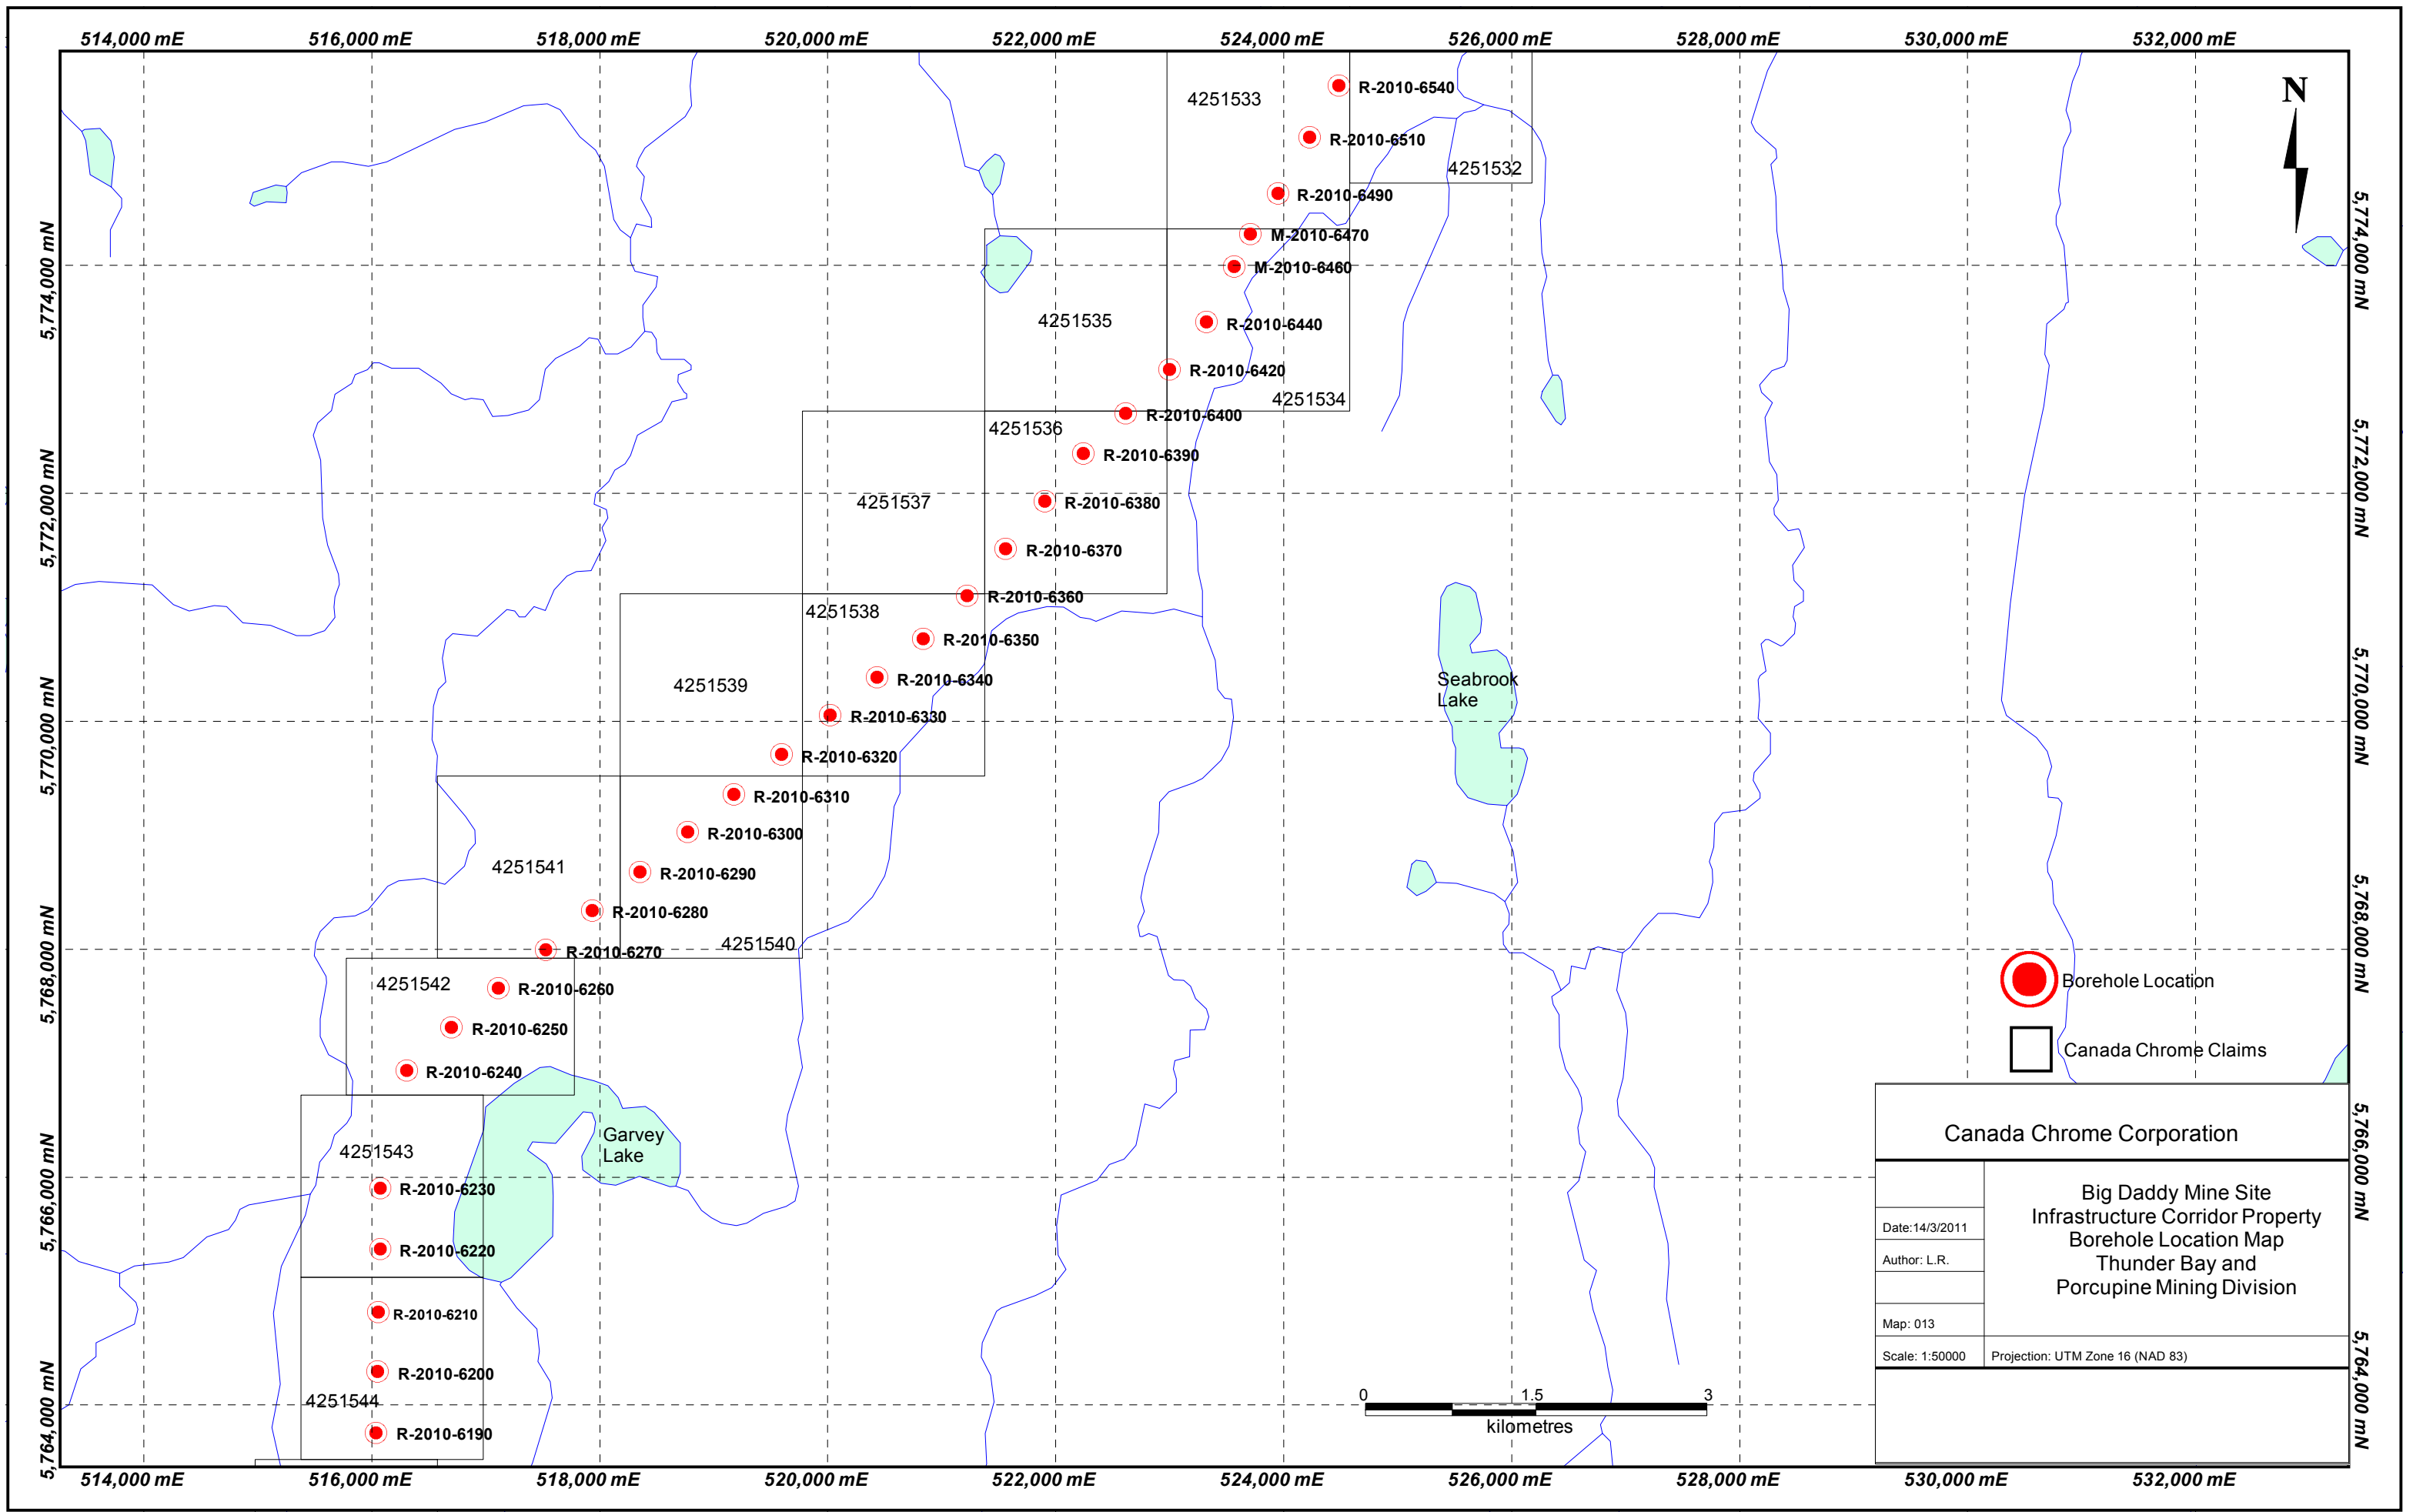 514,000 mE
516,000 mE
518,000 mE
520,000 mE
522,000 mE
524,000 mE
526,000 mE
528,000 mE
530,000 mE
532,000 mE
N
R-2010-6540
4251533
R-2010-6510
4251532
R-2010-6490
M-2010-6470
5,774,000 mN
5,774,000 mN
M-2010-6460
4251535
R-2010-6440
R-2010-6420
4251534
R-2010-6400
4251536
R-2010-6390
5,772,000 mN
5,772,000 mN
4251537
R-2010-6380
R-2010-6370
R-2010-6360
4251538
R-2010-6350
R-2010-6340
4251539
Seabrook
Lake
5,770,000 mN
5,770,000 mN
R-2010-6330
R-2010-6320
R-2010-6310
R-2010-6300
4251541
R-2010-6290
R-2010-6280
4251540
R-2010-6270
5,768,000 mN
5,768,000 mN
4251542
R-2010-6260
Borehole Location
R-2010-6250
Canada Chrome Claims
R-2010-6240
Garvey
Lake
4251543
5,766,000 mN
5,766,000 mN
R-2010-6230
R-2010-6220
R-2010-6210
R-2010-6200
4251544
5,764,000 mN
5,764,000 mN
R-2010-6190
Canada Chrome Corporation
Big Daddy Mine Site
Infrastructure Corridor Property
Borehole Location Map
Thunder Bay and
Porcupine Mining Division
Date:14/3/2011
Author: L.R.
Map: 013
Scale: 1:50000
Projection: UTM Zone 16 (NAD 83)
0 1.5 3
kilometres
514,000 mE
516,000 mE
518,000 mE
520,000 mE
522,000 mE
524,000 mE
526,000 mE
528,000 mE
530,000 mE
532,000 mE